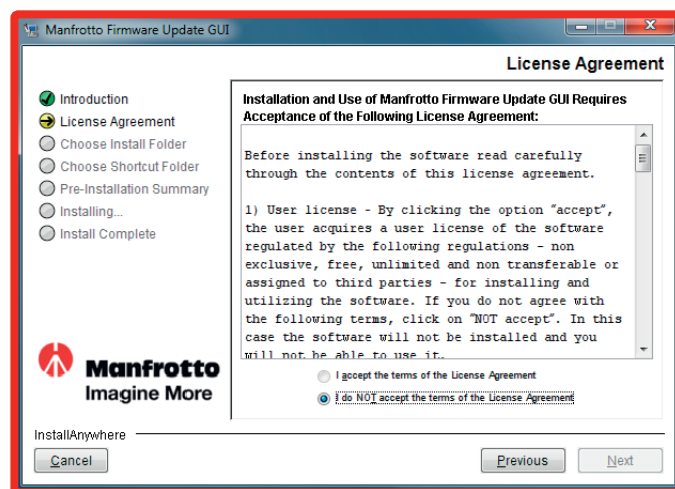 Manfrotto Firmware Update GUI
License Agreement
Introduction
License Agreement
Choose Install Folder
Choose Shortcut Folder
Pre-Installation Summary
Installing...
Install Complete
Manfrotto
Imagine More
Installation and Use of Manfrotto Firmware Update GUI Requires
Acceptance of the Following License Agreement:
Before installing the software read carefully
through the contents of this license agreement.
1) User license - By clicking the option "accept",
the user acquires a user license of the software
regulated by the following regulations - non
exclusive, free, unlimited and non transferable or
assigned to third parties - for installing and
utilizing the software. If you do not agree with
the following terms, click on "NOT accept". In this
case the software will not be installed and you
will not be able to use it.
I accept the terms of the License Agreement
I do NOT accept the terms of the License Agreement
InstallAnywhere
Cancel
Previous
Next